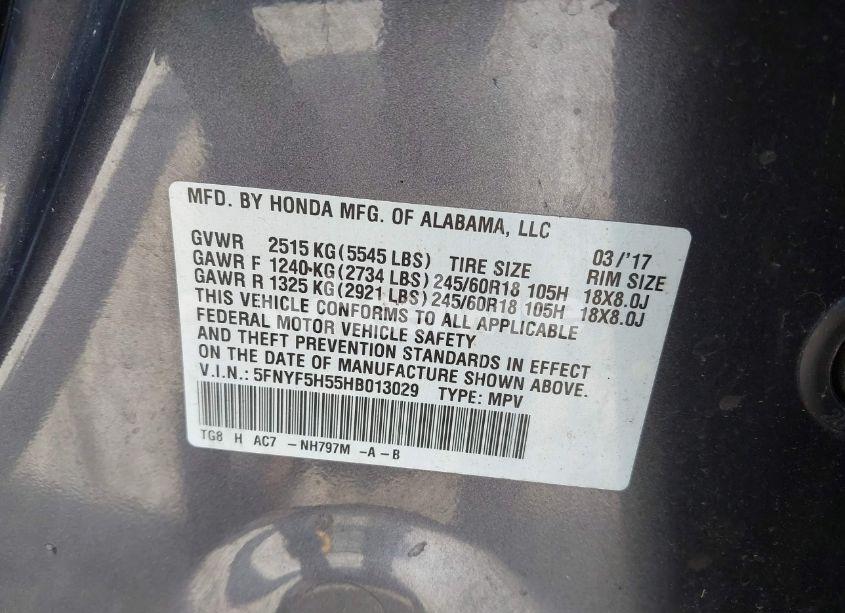 MFD. BY HONDA MFG. OF ALABAMA, LLC
03/'17
GVWR 2515 KG(5545 LBS) TIRE SIZE RIM SIZE
GAWR F 1240-KG(2734 LBS) 245/60R18 105H 18X8.0J
GAWR R 1325 KG(2921 LBS) 245/60R18 105H 18X8.0J
THIS VEHICLE CONFORMS TO ALL APPLICABLE
FEDERAL MOTOR VEHICLE SAFETY
AND THEFT PREVENTION STANDARDS IN EFFECT
ON THE DATE OF MANUFACTURE SHOWN ABOVE.
V.I.N.: 5FNYF5H55HB013029 TYPE: MPV
TG8 H AC7 -NH797M -A-B